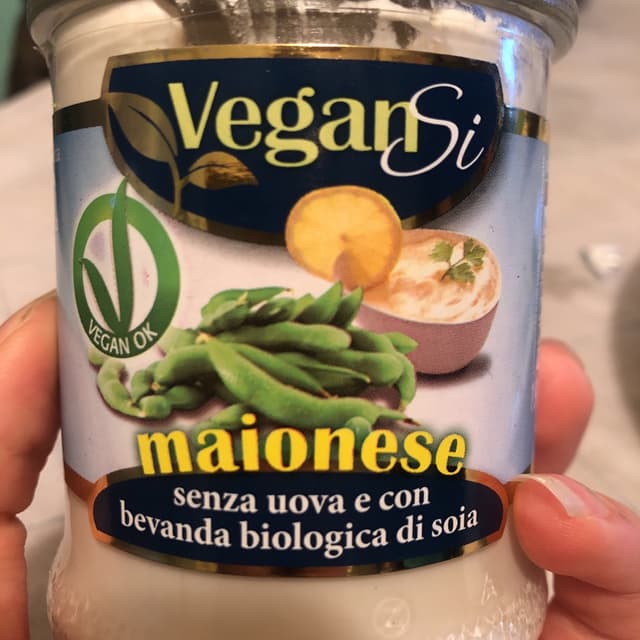 VeganSi
VEGAN OK
maionese
senza uova e con
bevanda biologica di soia